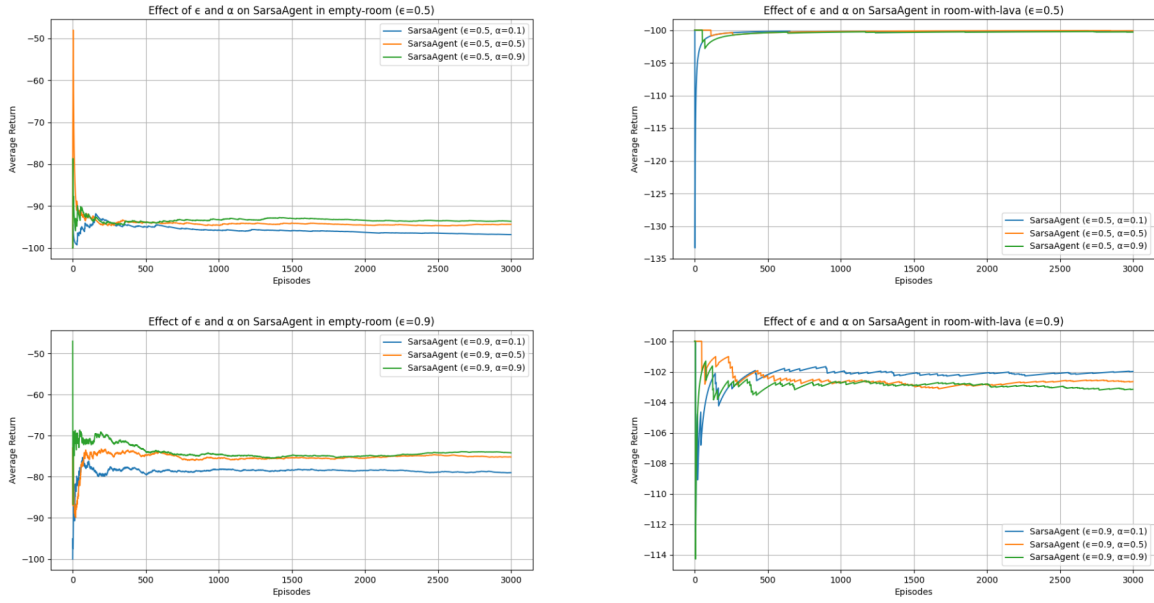 Effect of ϵ and α on SarsaAgent in empty-room (ϵ=0.5)
Average Return
−50
−60
−70
−80
−90
−100
SarsaAgent (ϵ=0.5, α=0.1)
SarsaAgent (ϵ=0.5, α=0.5)
SarsaAgent (ϵ=0.5, α=0.9)
0 500 1000 1500 2000 2500 3000
Episodes
Effect of ϵ and α on SarsaAgent in room-with-lava (ϵ=0.5)
Average Return
−100
−105
−110
−115
−120
−125
−130
−135
SarsaAgent (ϵ=0.5, α=0.1)
SarsaAgent (ϵ=0.5, α=0.5)
SarsaAgent (ϵ=0.5, α=0.9)
0 500 1000 1500 2000 2500 3000
Episodes
Effect of ϵ and α on SarsaAgent in empty-room (ϵ=0.9)
Average Return
−50
−60
−70
−80
−90
−100
SarsaAgent (ϵ=0.9, α=0.1)
SarsaAgent (ϵ=0.9, α=0.5)
SarsaAgent (ϵ=0.9, α=0.9)
0 500 1000 1500 2000 2500 3000
Episodes
Effect of ϵ and α on SarsaAgent in room-with-lava (ϵ=0.9)
Average Return
−100
−102
−104
−106
−108
−110
−112
−114
SarsaAgent (ϵ=0.9, α=0.1)
SarsaAgent (ϵ=0.9, α=0.5)
SarsaAgent (ϵ=0.9, α=0.9)
0 500 1000 1500 2000 2500 3000
Episodes